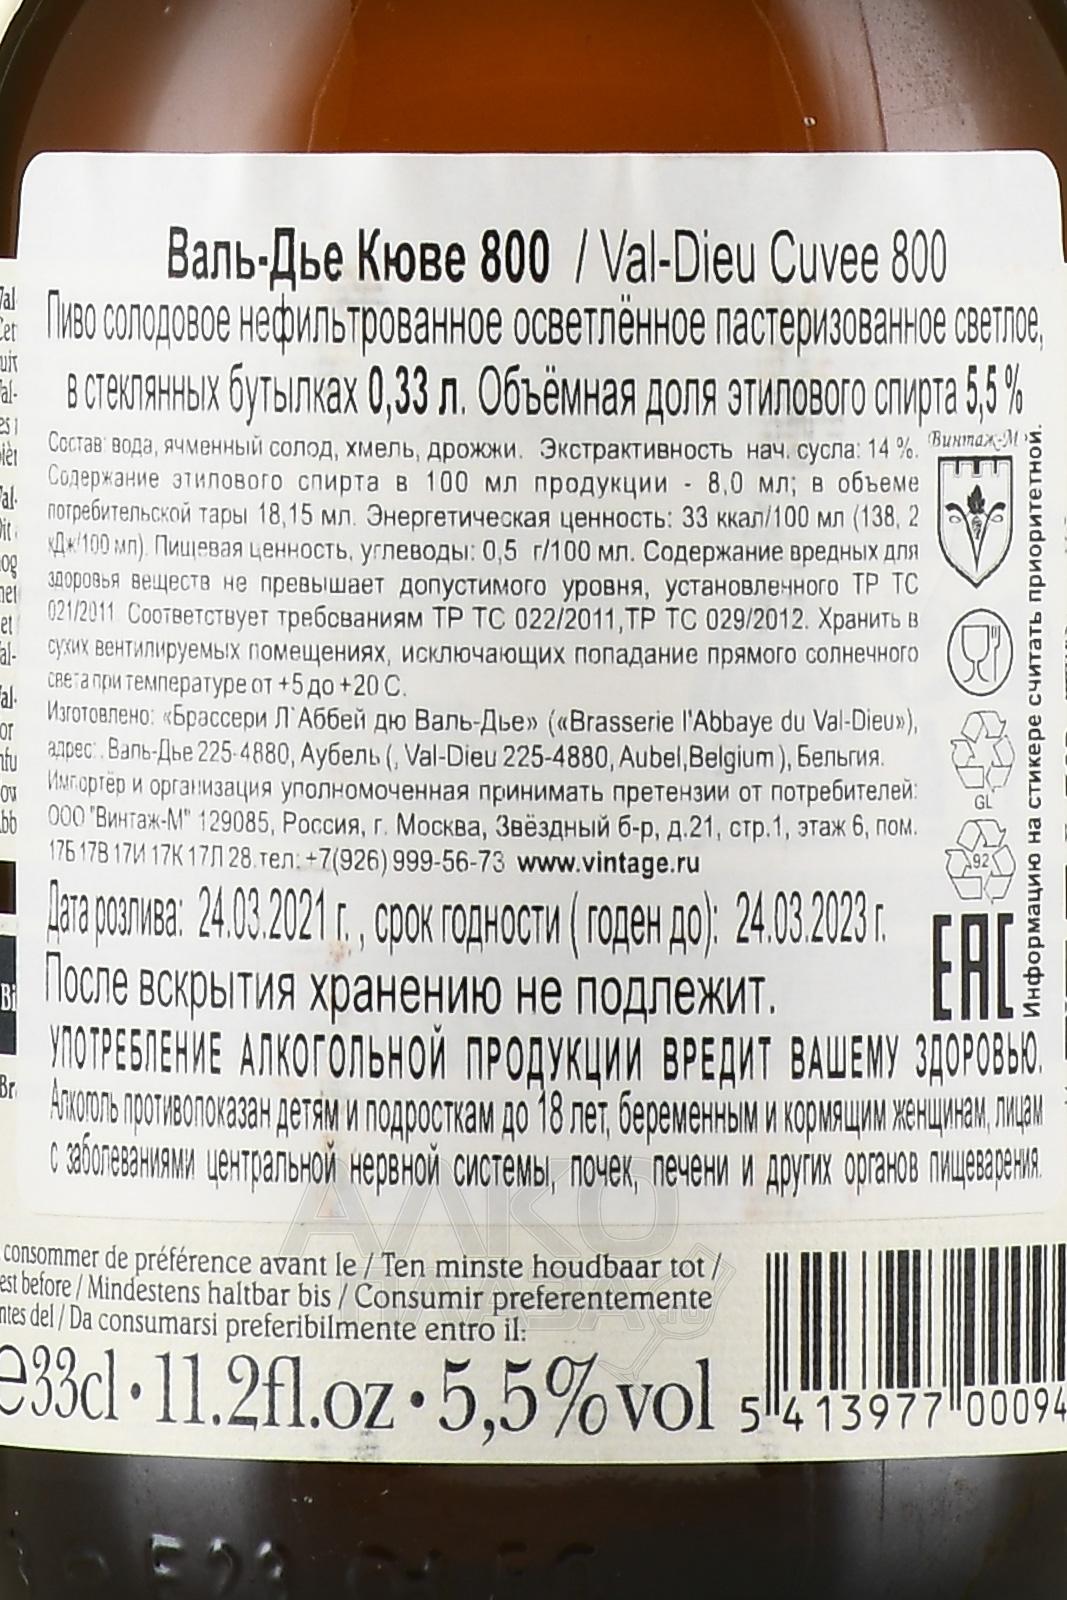 Валь-Дье Кюве 800 / Val-Dieu Cuvee 800
Пиво солодовое нефильтрованное осветлённое пастеризованное светлое,
в стеклянных бутылках 0,33 л. Объёмная доля этилового спирта 5,5 %
Состав: вода, ячменный солод, хмель, дрожжи. Экстрактивность нач. сусла: 14 %.
Содержание этилового спирта в 100 мл продукции - 8,0 мл; в объеме
потребительской тары 18,15 мл. Энергетическая ценность: 33 ккал/100 мл (138, 2
кДж/100 мл). Пищевая ценность, углеводы: 0,5 г/100 мл. Содержание вредных для
здоровья веществ не превышает допустимого уровня, установленного ТР ТС
021/2011. Соответствует требованиям ТР ТС 022/2011,ТР ТС 029/2012. Хранить в
сухих вентилируемых помещениях, исключающих попадание прямого солнечного
света при температуре от +5 до +20 С.
Изготовлено: «Брассери Л`Аббей дю Валь-Дье» («Brasserie l'Abbaye du Val-Dieu»),
адрес: . Валь-Дье 225-4880, Аубель (, Val-Dieu 225-4880, Aubel,Belgium ), Бельгия.
Импортёр и организация уполномоченная принимать претензии от потребителей:
ООО "Винтаж-М" 129085, Россия, г. Москва, Звёздный б-р, д.21, стр.1, этаж 6, пом.
17Б 17В 17И 17К 17Л 28. тел: +7(926) 999-56-73 www.vintage.ru
Дата розлива: 24.03.2021 г. , срок годности ( годен до): 24.03.2023 г.
После вскрытия хранению не подлежит.
УПОТРЕБЛЕНИЕ АЛКОГОЛЬНОЙ ПРОДУКЦИИ ВРЕДИТ ВАШЕМУ ЗДОРОВЬЮ.
Алкоголь противопоказан детям и подросткам до 18 лет, беременным и кормящим женщинам, лицам
с заболеваниями центральной нервной системы, почек, печени и других органов пищеварения.
Винтаж-М
GL
92
EAC
Информацию на стикере считать приоритетной.
consommer de préférence avant le / Ten minste houdbaar tot /
est before / Mindestens haltbar bis / Consumir preferentemente
ntes del / Da consumarsi preferibilmente entro il:
e33cl · 11.2fl.oz · 5,5%vol
5 413977 00094